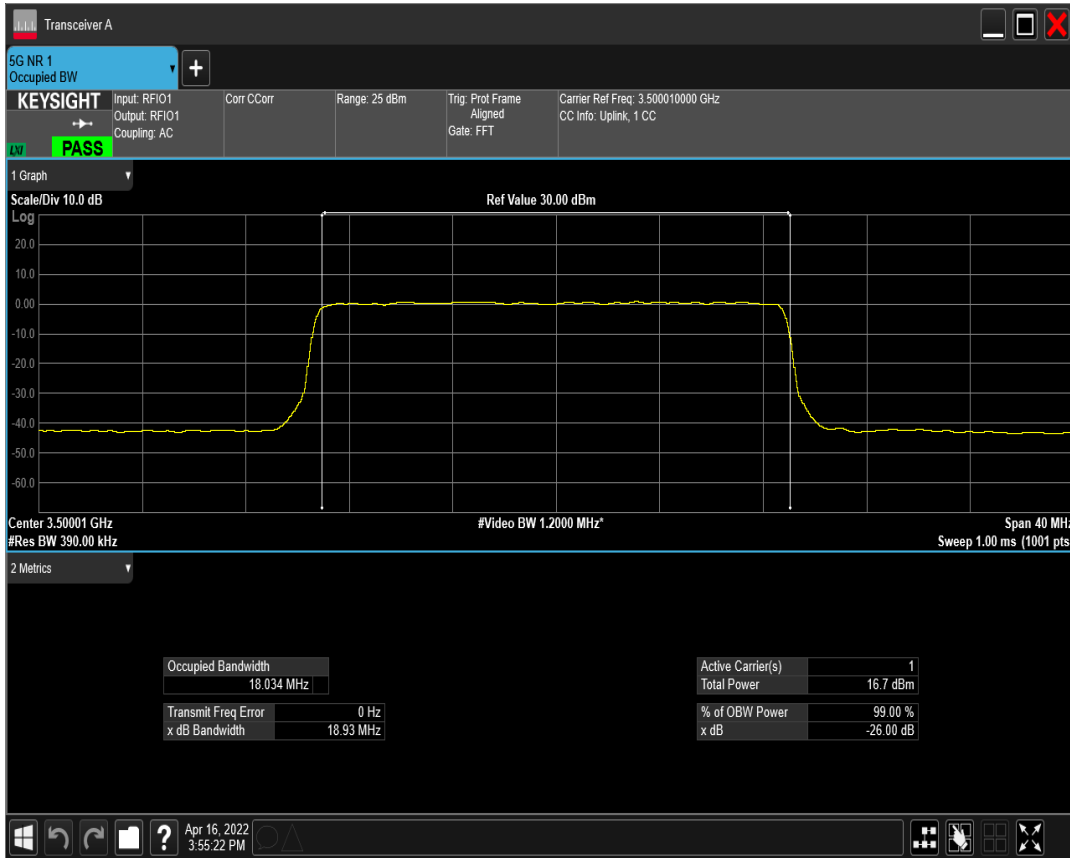 Transceiver A
5G NR 1
Occupied BW
+
KEYSIGHT
LXI
PASS
Input: RFIO1
Output: RFIO1
Coupling: AC
Corr CCorr
Range: 25 dBm
Trig: Prot Frame
Aligned
Gate: FFT
Carrier Ref Freq: 3.500010000 GHz
CC Info: Uplink, 1 CC
1 Graph
Scale/Div 10.0 dB
Ref Value 30.00 dBm
Log
20.0
10.0
0.00
-10.0
-20.0
-30.0
-40.0
-50.0
-60.0
Center 3.50001 GHz
#Video BW 1.2000 MHz*
Span 40 MHz
#Res BW 390.00 kHz
Sweep 1.00 ms (1001 pts
2 Metrics
Occupied Bandwidth
18.034 MHz
Transmit Freq Error 0 Hz
x dB Bandwidth 18.93 MHz
Active Carrier(s) 1
Total Power 16.7 dBm
% of OBW Power 99.00 %
x dB -26.00 dB
?
Apr 16, 2022
3:55:22 PM